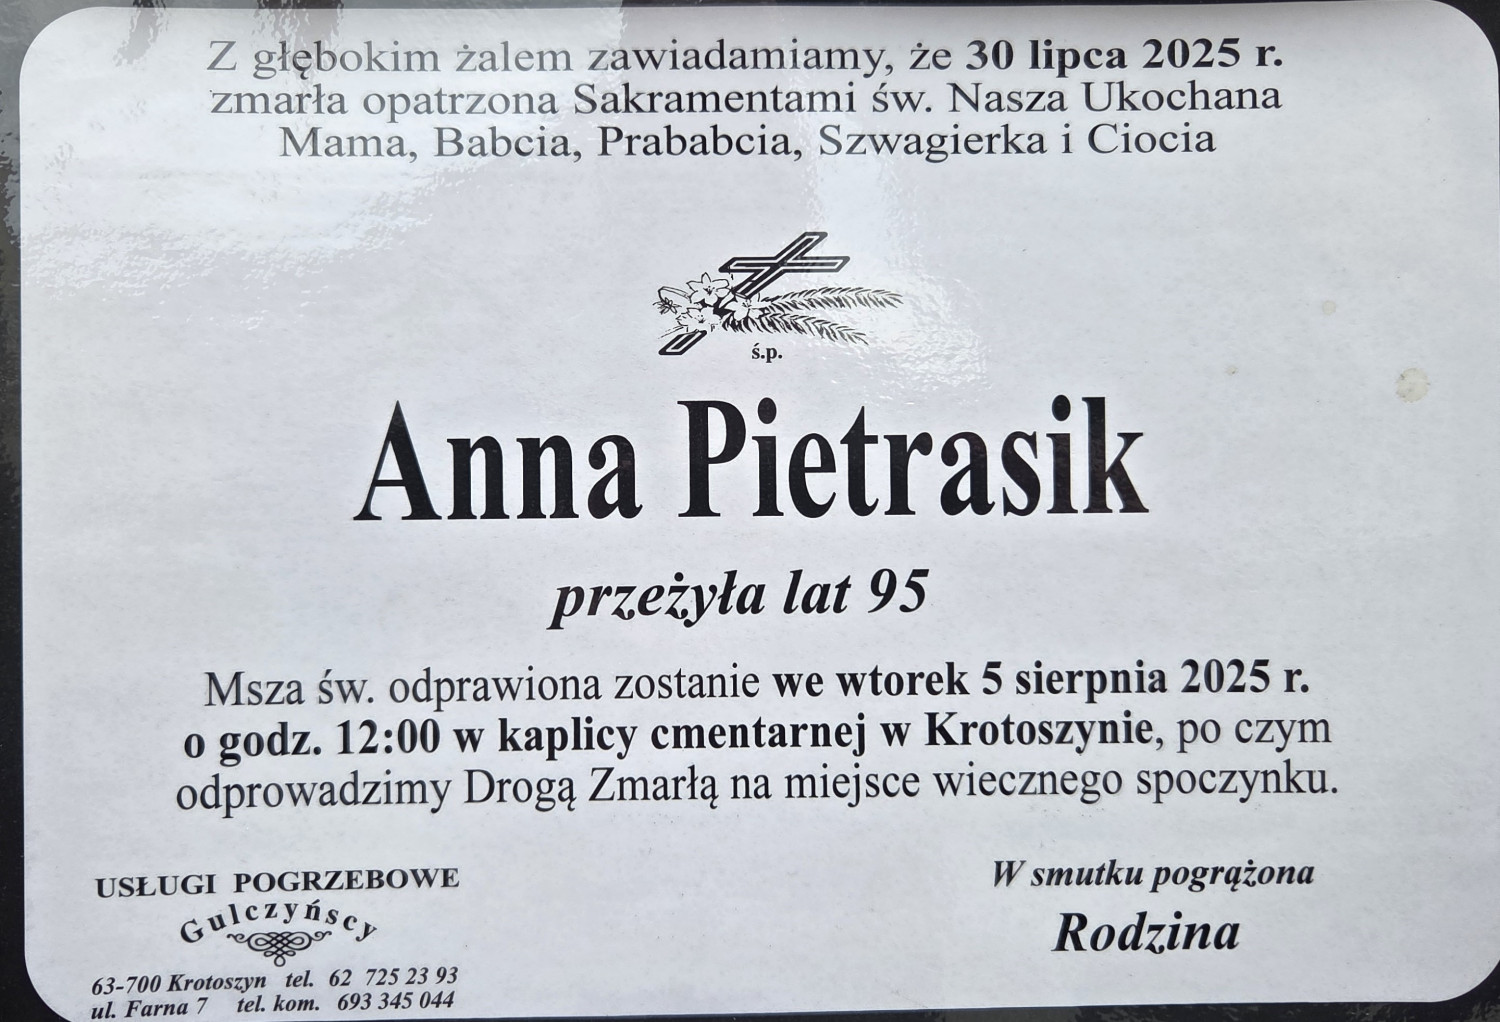 Z głębokim żalem zawiadamiamy, że 30 lipca 2025 r.
zmarła opatrzona Sakramentami św. Nasza Ukochana
Mama, Babcia, Prababcia, Szwagierka i Ciocia
ś.p.
Anna Pietrasik
przeżyła lat 95
Msza św. odprawiona zostanie we wtorek 5 sierpnia 2025 r.
o godz. 12:00 w kaplicy cmentarnej w Krotoszynie, po czym
odprowadzimy Drogą Zmarłą na miejsce wiecznego spoczynku.
USŁUGI POGRZEBOWE
Gulczyńscy
63-700 Krotoszyn tel. 62 725 23 93
ul. Farna 7 tel. kom. 693 345 044
W smutku pogrążona
Rodzina